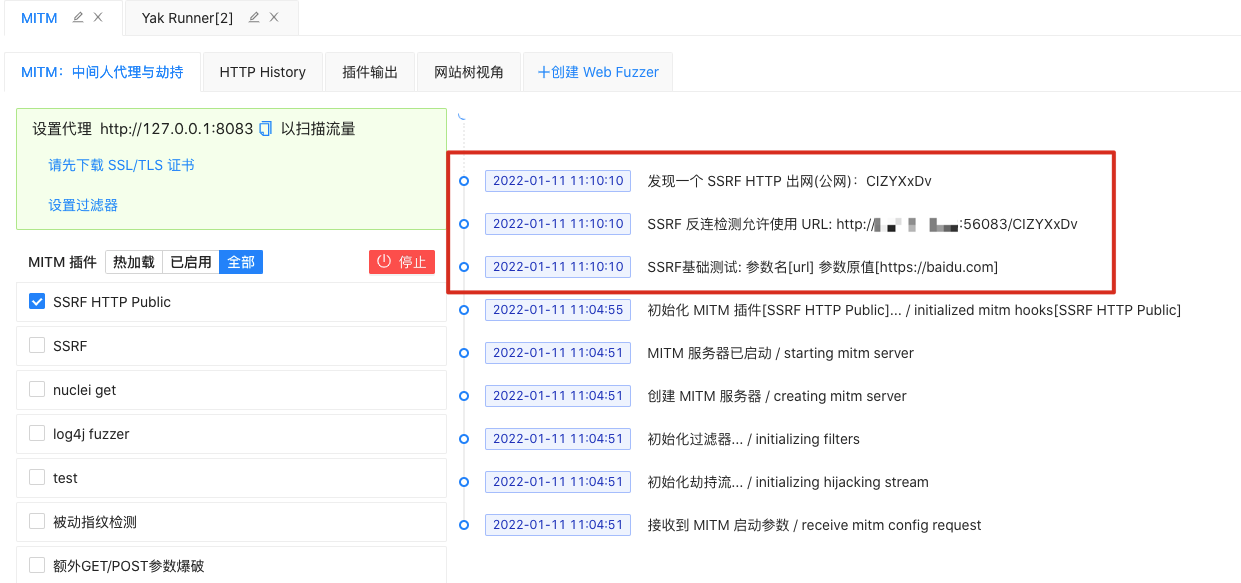 MITM
Yak Runner[2]
MITM：中间人代理与劫持
HTTP History
插件输出
网站树视角
创建 Web Fuzzer
设置代理 http://127.0.0.1:8083 以扫描流量
请先下载 SSL/TLS 证书
设置过滤器
MITM 插件 热加载 已启用 全部 停止
SSRF HTTP Public
SSRF
nuclei get
log4j fuzzer
test
被动指纹检测
额外GET/POST参数爆破
2022-01-11 11:10:10 发现一个 SSRF HTTP 出网(公网)：CIZYXxDv
2022-01-11 11:10:10 SSRF 反连检测允许使用 URL: http:// :56083/CIZYXxDv
2022-01-11 11:10:10 SSRF基础测试: 参数名[url] 参数原值[https://baidu.com]
2022-01-11 11:04:55 初始化 MITM 插件[SSRF HTTP Public]... / initialized mitm hooks[SSRF HTTP Public]
2022-01-11 11:04:51 MITM 服务器已启动 / starting mitm server
2022-01-11 11:04:51 创建 MITM 服务器 / creating mitm server
2022-01-11 11:04:51 初始化过滤器... / initializing filters
2022-01-11 11:04:51 初始化劫持流... / initializing hijacking stream
2022-01-11 11:04:51 接收到 MITM 启动参数 / receive mitm config request